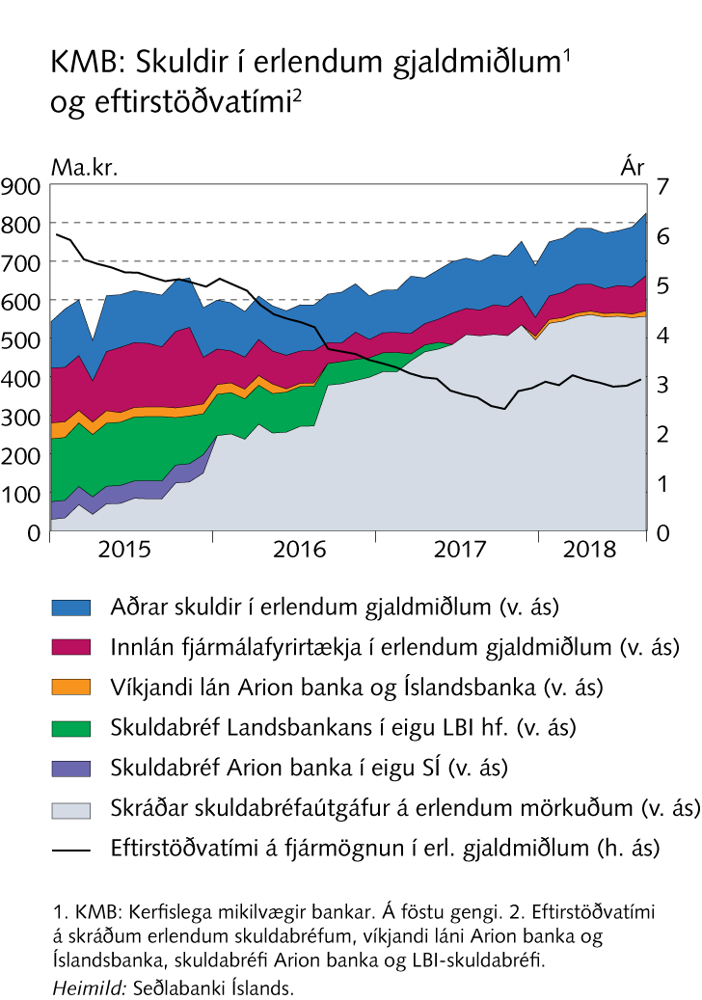 KMB: Skuldir í erlendum gjaldmiðlum¹
og eftirstöðvatími²
Ma.kr. Ár
900 7
800 6
700
600 5
500 4
400 3
300 2
200
100 1
0 0
2015 2016 2017 2018
Aðrar skuldir í erlendum gjaldmiðlum (v. ás)
Innlán fjármálafyrirtækja í erlendum gjaldmiðlum (v. ás)
Víkjandi lán Arion banka og Íslandsbanka (v. ás)
Skuldabréf Landsbankans í eigu LBI hf. (v. ás)
Skuldabréf Arion banka í eigu SÍ (v. ás)
Skráðar skuldabréfaútgáfur á erlendum mörkuðum (v. ás)
Eftirstöðvatími á fjármögnun í erl. gjaldmiðlum (h. ás)
1. KMB: Kerfislega mikilvægir bankar. Á föstu gengi. 2. Eftirstöðvatími
á skráðum erlendum skuldabréfum, víkjandi láni Arion banka og
Íslandsbanka, skuldabréfi Arion banka og LBI-skuldabréfi.
Heimild: Seðlabanki Íslands.